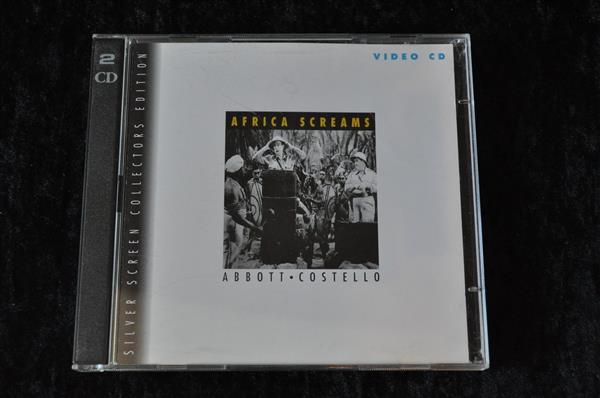 2
CD
SILVER SCREEN COLLECTORS EDITION
VIDEO CD
AFRICA SCREAMS
ABBOTT • COSTELLO